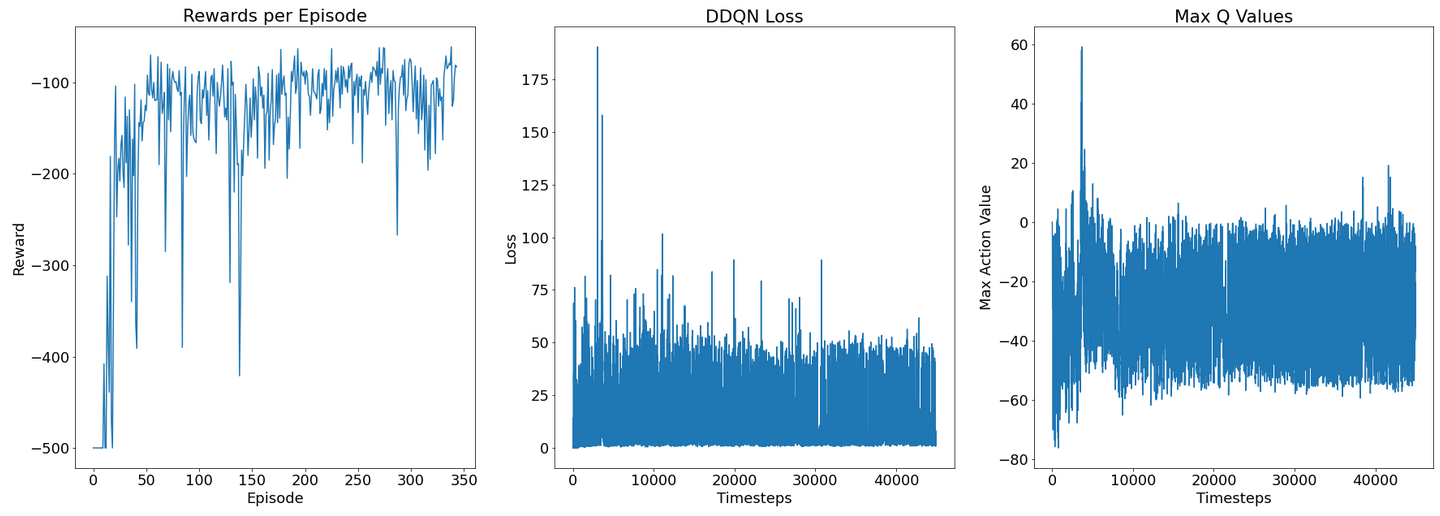 Rewards per Episode
Reward
−100
−200
−300
−400
−500
0 50 100 150 200 250 300 350
Episode
DDQN Loss
Loss
175
150
125
100
75
50
25
0
0 10000 20000 30000 40000
Timesteps
Max Q Values
Max Action Value
60
40
20
0
−20
−40
−60
−80
0 10000 20000 30000 40000
Timesteps